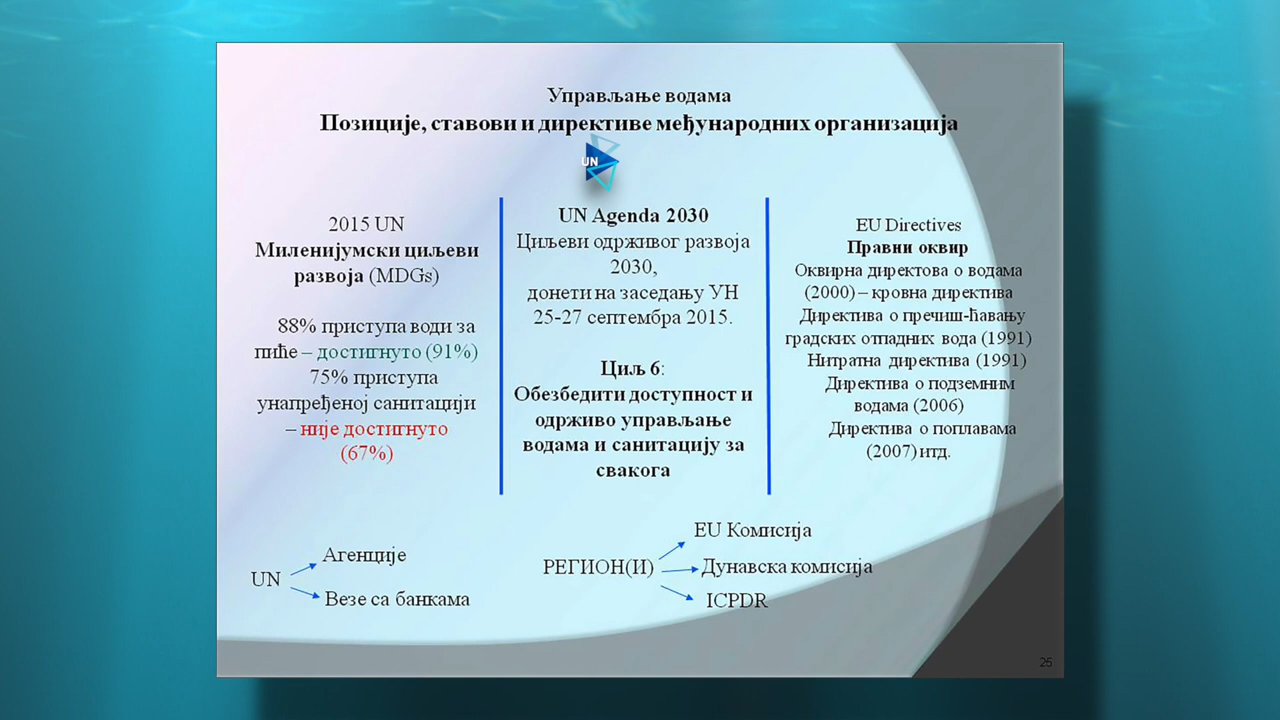 Управљање водама
Позиције, ставови и директиве међународних организација
UN
2015 UN
Миленијумски циљеви
развоја (MDGs)
88% приступа води за
пиће – достигнуто (91%)
75% приступа
унапређеној санитацији
– није достигнуто
(67%)
UN Agenda 2030
Циљеви одрживог развоја
2030,
донети на заседању УН
25-27 септембра 2015.
Циљ 6:
Обезбедити доступност и
одрживо управљање
водама и санитацију за
свакога
EU Directives
Правни оквир
Оквирна директова о водама
(2000) – кровна директива
Директива о пречиш-ћавању
градских отпадних вода (1991)
Нитратна директива (1991)
Директива о подземним
водама (2006)
Директива о поплавама
(2007) итд.
UN
Агенције
Везе са банкама
РЕГИОН(И)
EU Комисија
Дунавска комисија
ICPDR
25